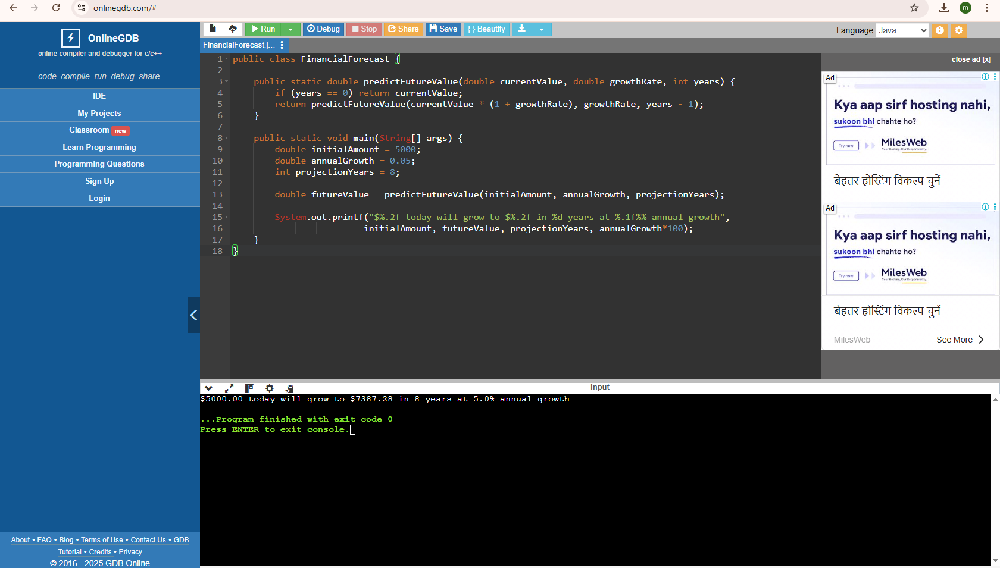 onlinegdb.com/#
m
OnlineGDB
online compiler and debugger for c/c++
code. compile. run. debug. share.
IDE
My Projects
Classroom new
Learn Programming
Programming Questions
Sign Up
Login
About • FAQ • Blog • Terms of Use • Contact Us • GDB
Tutorial • Credits • Privacy
© 2016 - 2025 GDB Online
Run Debug Stop Share Save { } Beautify
Language Java
FinancialForecast.j...
1 public class FinancialForecast {
2
3 public static double predictFutureValue(double currentValue, double growthRate, int years) {
4 if (years == 0) return currentValue;
5 return predictFutureValue(currentValue * (1 + growthRate), growthRate, years - 1);
6 }
7
8 public static void main(String[] args) {
9 double initialAmount = 5000;
10 double annualGrowth = 0.05;
11 int projectionYears = 8;
12
13 double futureValue = predictFutureValue(initialAmount, annualGrowth, projectionYears);
14
15 System.out.printf("$%.2f today will grow to $%.2f in %d years at %.1f%% annual growth",
16 initialAmount, futureValue, projectionYears, annualGrowth*100);
17 }
18 }
close ad [x]
Ad
Kya aap sirf hosting nahi,
sukoon bhi chahte ho?
Try now MilesWeb
Your Hosting, Our Responsibility.
बेहतर होस्टिंग विकल्प चुनें
Ad
Kya aap sirf hosting nahi,
sukoon bhi chahte ho?
Try now MilesWeb
Your Hosting, Our Responsibility.
बेहतर होस्टिंग विकल्प चुनें
MilesWeb See More
input
$5000.00 today will grow to $7387.28 in 8 years at 5.0% annual growth
...Program finished with exit code 0
Press ENTER to exit console.